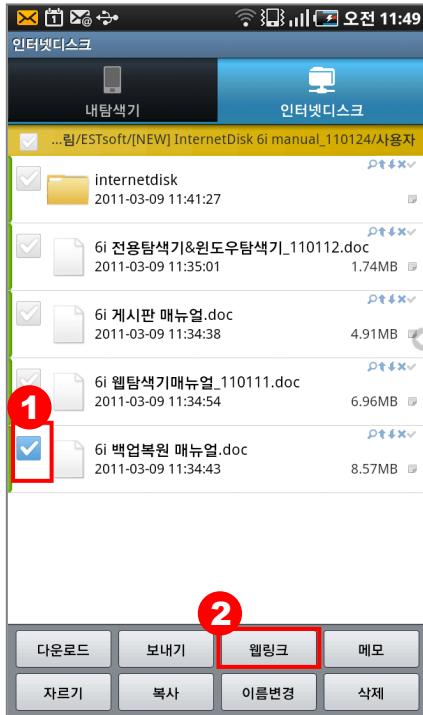 오전 11:49
인터넷디스크
내탐색기
인터넷디스크
...림/ESTsoft/[NEW] InternetDisk 6i manual_110124/사용자
internetdisk
2011-03-09 11:41:27
6i 전용탐색기&윈도우탐색기_110112.doc
2011-03-09 11:35:01 1.74MB
6i 게시판 매뉴얼.doc
2011-03-09 11:34:38 4.91MB
6i 웹탐색기매뉴얼_110111.doc
2011-03-09 11:34:54 6.96MB
1
6i 백업복원 매뉴얼.doc
2011-03-09 11:34:43 8.57MB
2
다운로드 보내기 웹링크 메모
자르기 복사 이름변경 삭제